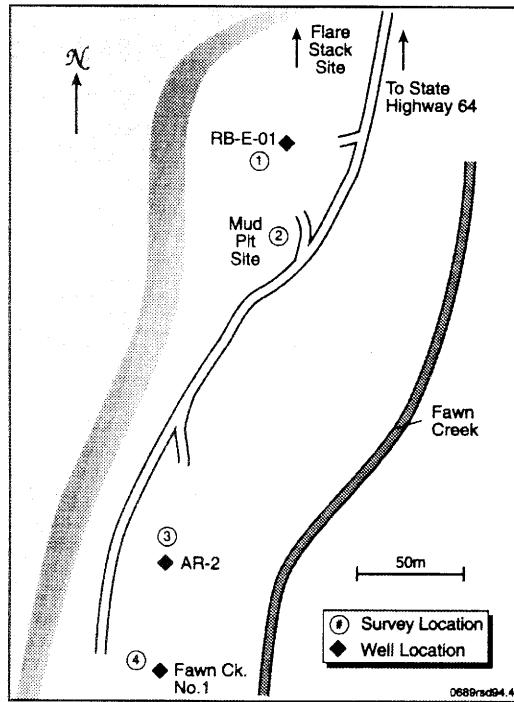 N
Flare
Stack
Site
To State
Highway 64
RB-E-01
1
Mud
Pit
Site
2
Fawn
Creek
3
AR-2
50m
4
Fawn Ck.
No.1
# Survey Location
Well Location
0689rsd94.4